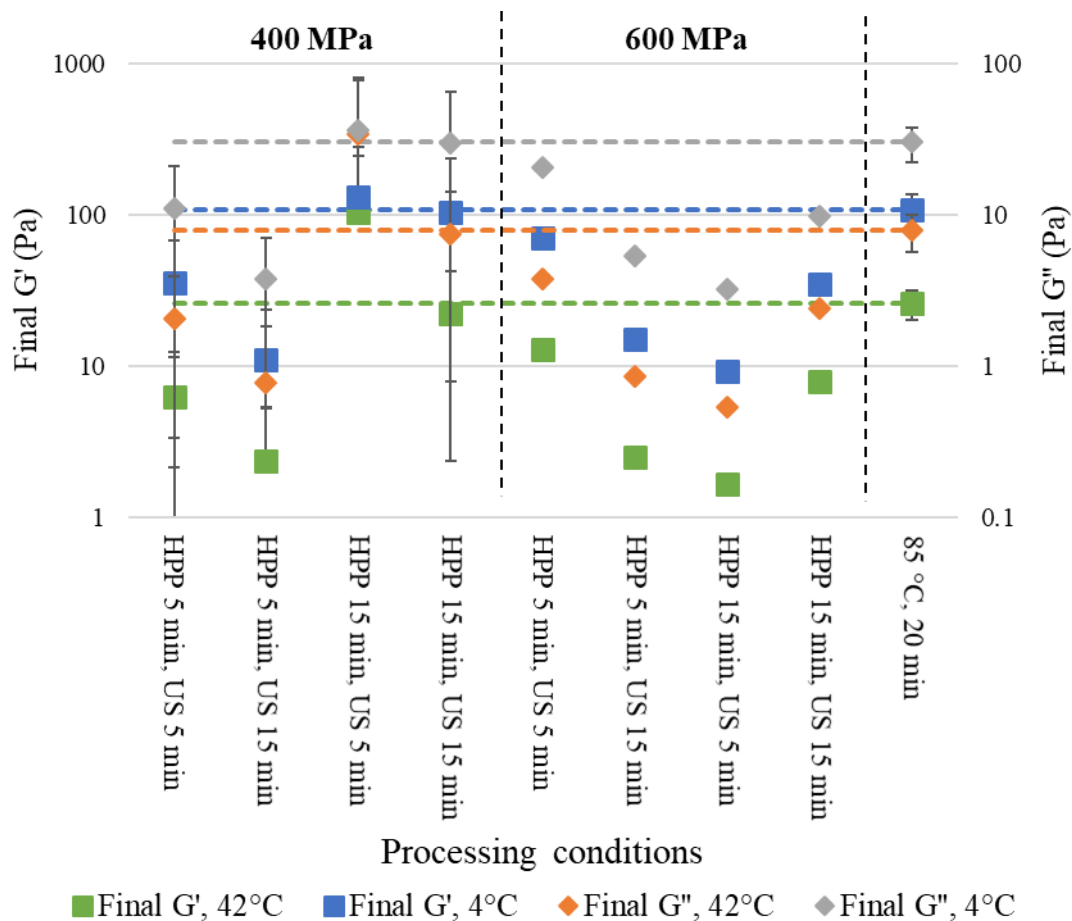 400 MPa
600 MPa
1000
100
10
1
Final G' (Pa)
100
10
1
0.1
Final G" (Pa)
HPP 5 min, US 5 min
HPP 5 min, US 15 min
HPP 15 min, US 5 min
HPP 15 min, US 15 min
HPP 5 min, US 5 min
HPP 5 min, US 15 min
HPP 15 min, US 5 min
HPP 15 min, US 15 min
85 °C, 20 min
Processing conditions
Final G', 42°C Final G', 4°C Final G", 42°C Final G", 4°C